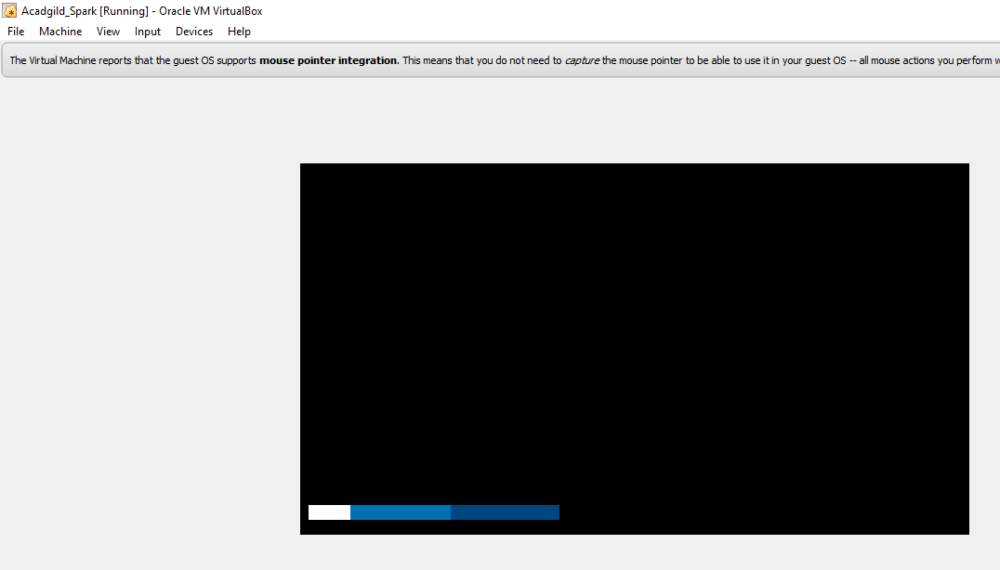 Acadgild_Spark [Running] - Oracle VM VirtualBox
File Machine View Input Devices Help
The Virtual Machine reports that the guest OS supports mouse pointer integration. This means that you do not need to capture the mouse pointer to be able to use it in your guest OS -- all mouse actions you perform